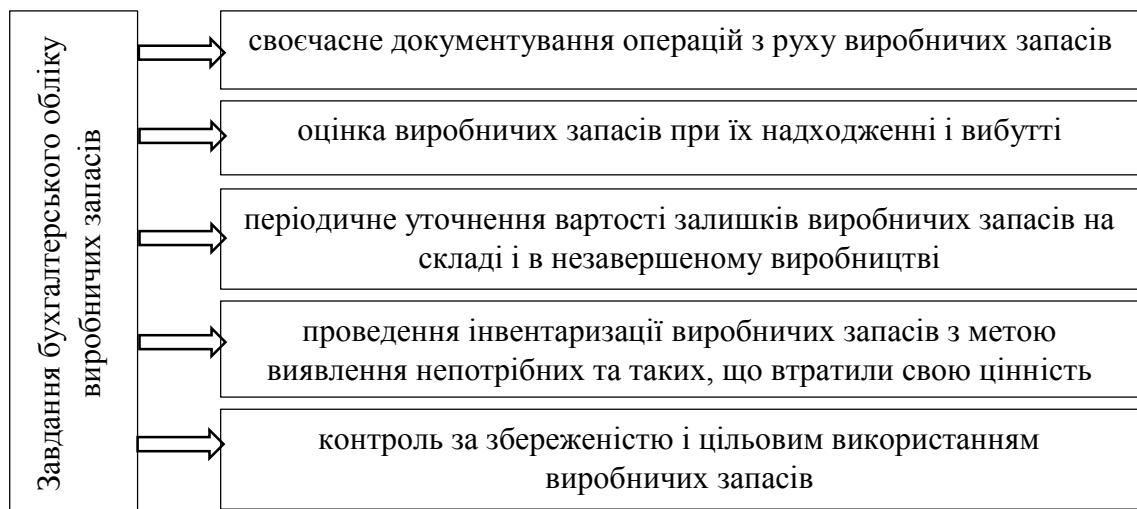 Завдання бухгалтерського обліку
виробничих запасів
своєчасне документування операцій з руху виробничих запасів
оцінка виробничих запасів при їх надходженні і вибутті
періодичне уточнення вартості залишків виробничих запасів на
складі і в незавершеному виробництві
проведення інвентаризації виробничих запасів з метою
виявлення непотрібних та таких, що втратили свою цінність
контроль за збереженістю і цільовим використанням
виробничих запасів